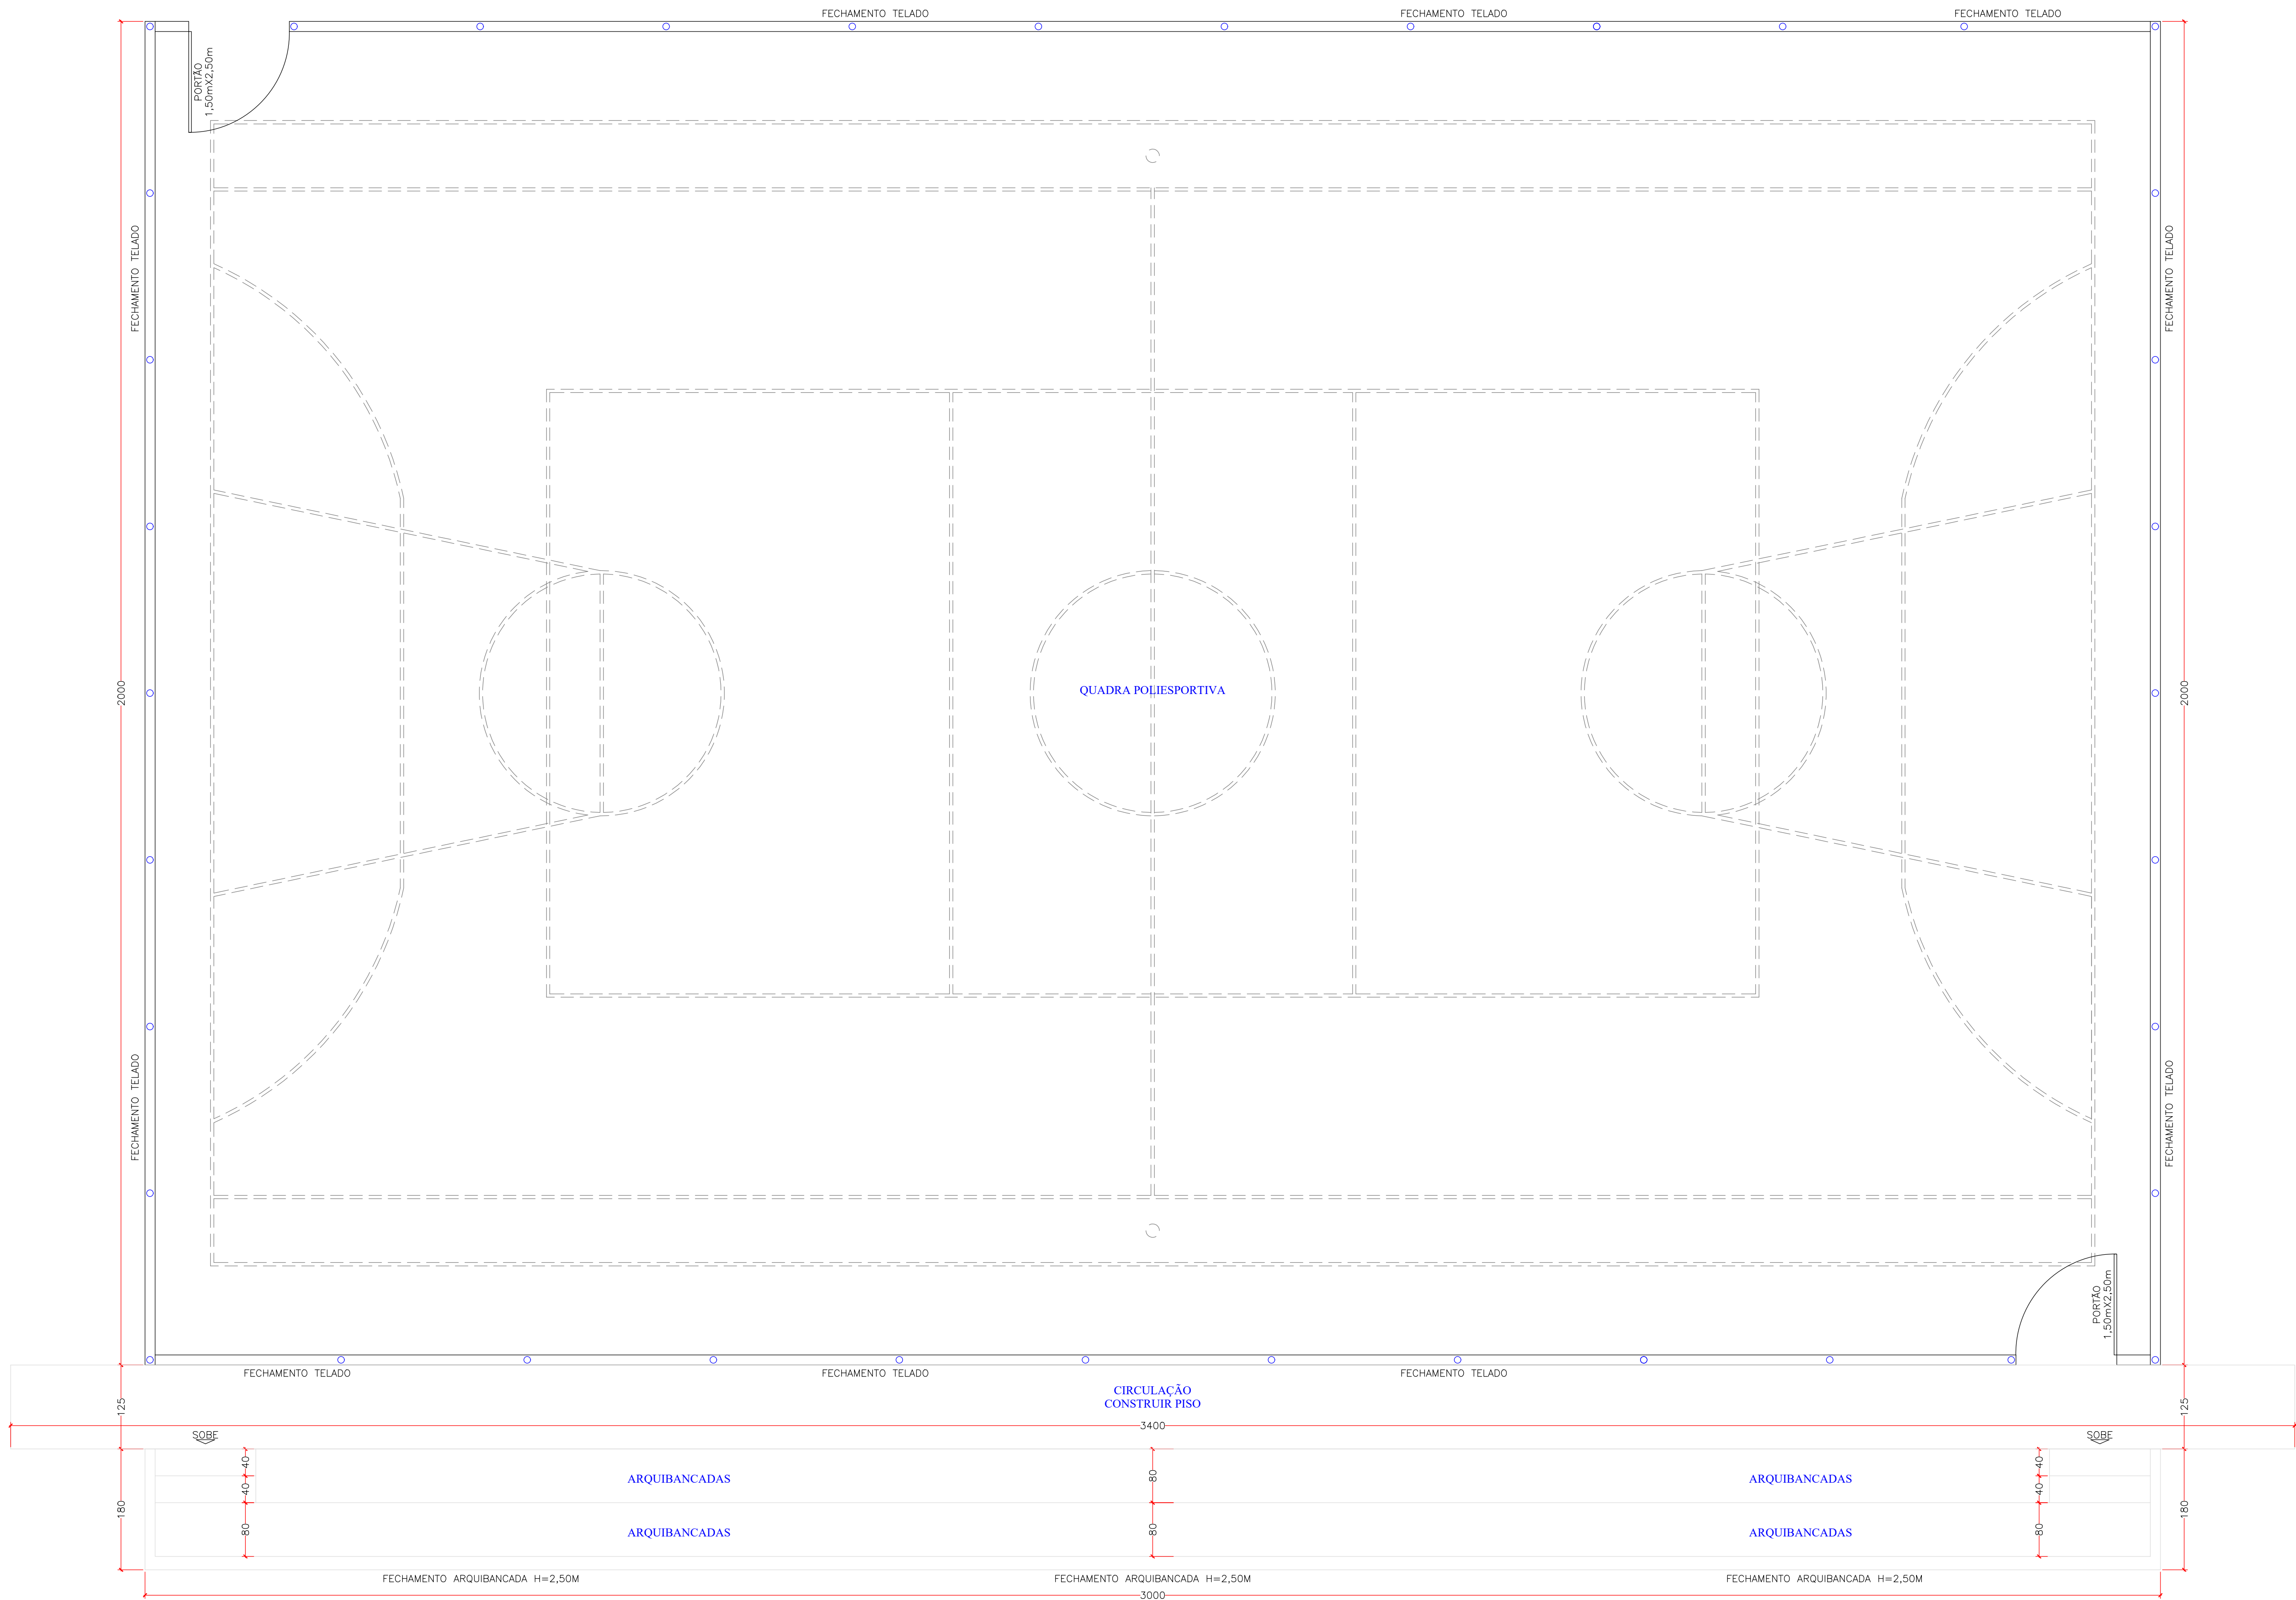 FECHAMENTO TELADO
FECHAMENTO TELADO
FECHAMENTO TELADO
PORTÃO
1,50mX2,50m
FECHAMENTO TELADO
FECHAMENTO TELADO
2000
QUADRA POLIESPORTIVA
2000
FECHAMENTO TELADO
FECHAMENTO TELADO
PORTÃO
1,50mX2,50m
FECHAMENTO TELADO
FECHAMENTO TELADO
FECHAMENTO TELADO
125
CIRCULAÇÃO
CONSTRUIR PISO
125
3400
SOBE
SOBE
40
ARQUIBANCADAS
80
ARQUIBANCADAS
40
40
40
180
180
80
ARQUIBANCADAS
80
ARQUIBANCADAS
80
FECHAMENTO ARQUIBANCADA H=2,50M
FECHAMENTO ARQUIBANCADA H=2,50M
FECHAMENTO ARQUIBANCADA H=2,50M
3000